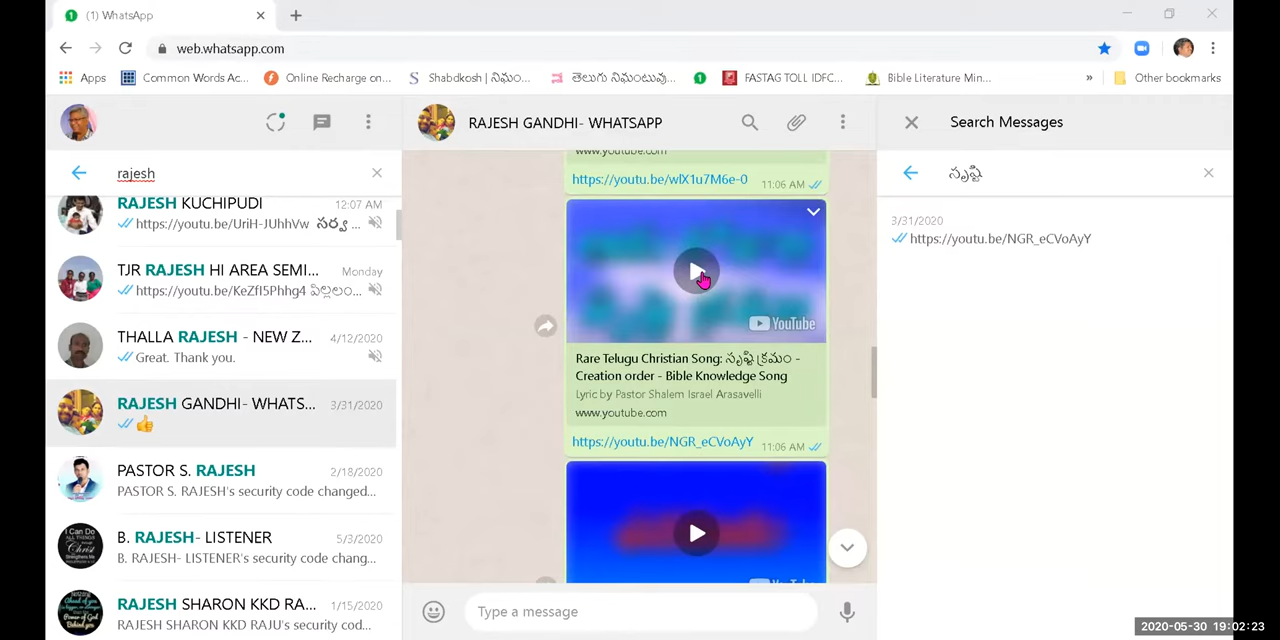 (1) WhatsApp
web.whatsapp.com
Apps Common Words Ac... Online Recharge on... Shabdkosh | నిఘం... తెలుగు నిఘంటువు... FASTAG TOLL IDFC... Bible Literature Min... » Other bookmarks
RAJESH GANDHI- WHATSAPP
Search Messages
rajesh
సృష్టి
RAJESH KUCHIPUDI 12:07 AM
https://youtu.be/UriH-JUhhVw సర్వ ...
TJR RAJESH HI AREA SEMI... Monday
https://youtu.be/KeZfI5Phhg4 పిల్లలం...
THALLA RAJESH - NEW Z... 4/12/2020
Great. Thank you.
RAJESH GANDHI- WHATS... 3/31/2020
PASTOR S. RAJESH 2/18/2020
PASTOR S. RAJESH's security code changed...
B. RAJESH- LISTENER 5/3/2020
B. RAJESH- LISTENER's security code chang...
RAJESH SHARON KKD RA... 1/15/2020
RAJESH SHARON KKD RAJU's security cod...
www.youtube.com
https://youtu.be/wlX1u7M6e-0 11:06 AM
YouTube
Rare Telugu Christian Song: సృష్టి క్రమం -
Creation order - Bible Knowledge Song
Lyric by Pastor Shalem Israel Arasavelli
www.youtube.com
https://youtu.be/NGR_eCVoAyY 11:06 AM
YouTube
Type a message
3/31/2020
https://youtu.be/NGR_eCVoAyY
2020-05-30 19:02:23